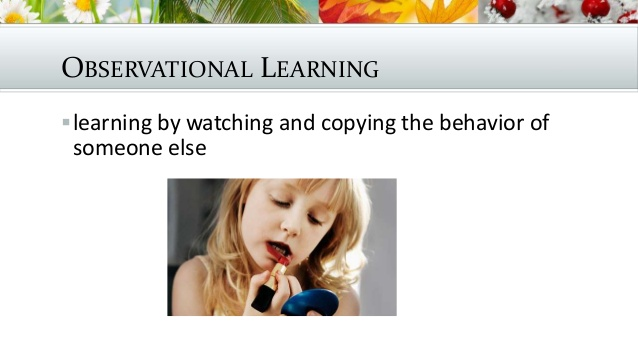 OBSERVATIONAL LEARNING
▪learning by watching and copying the behavior of
someone else